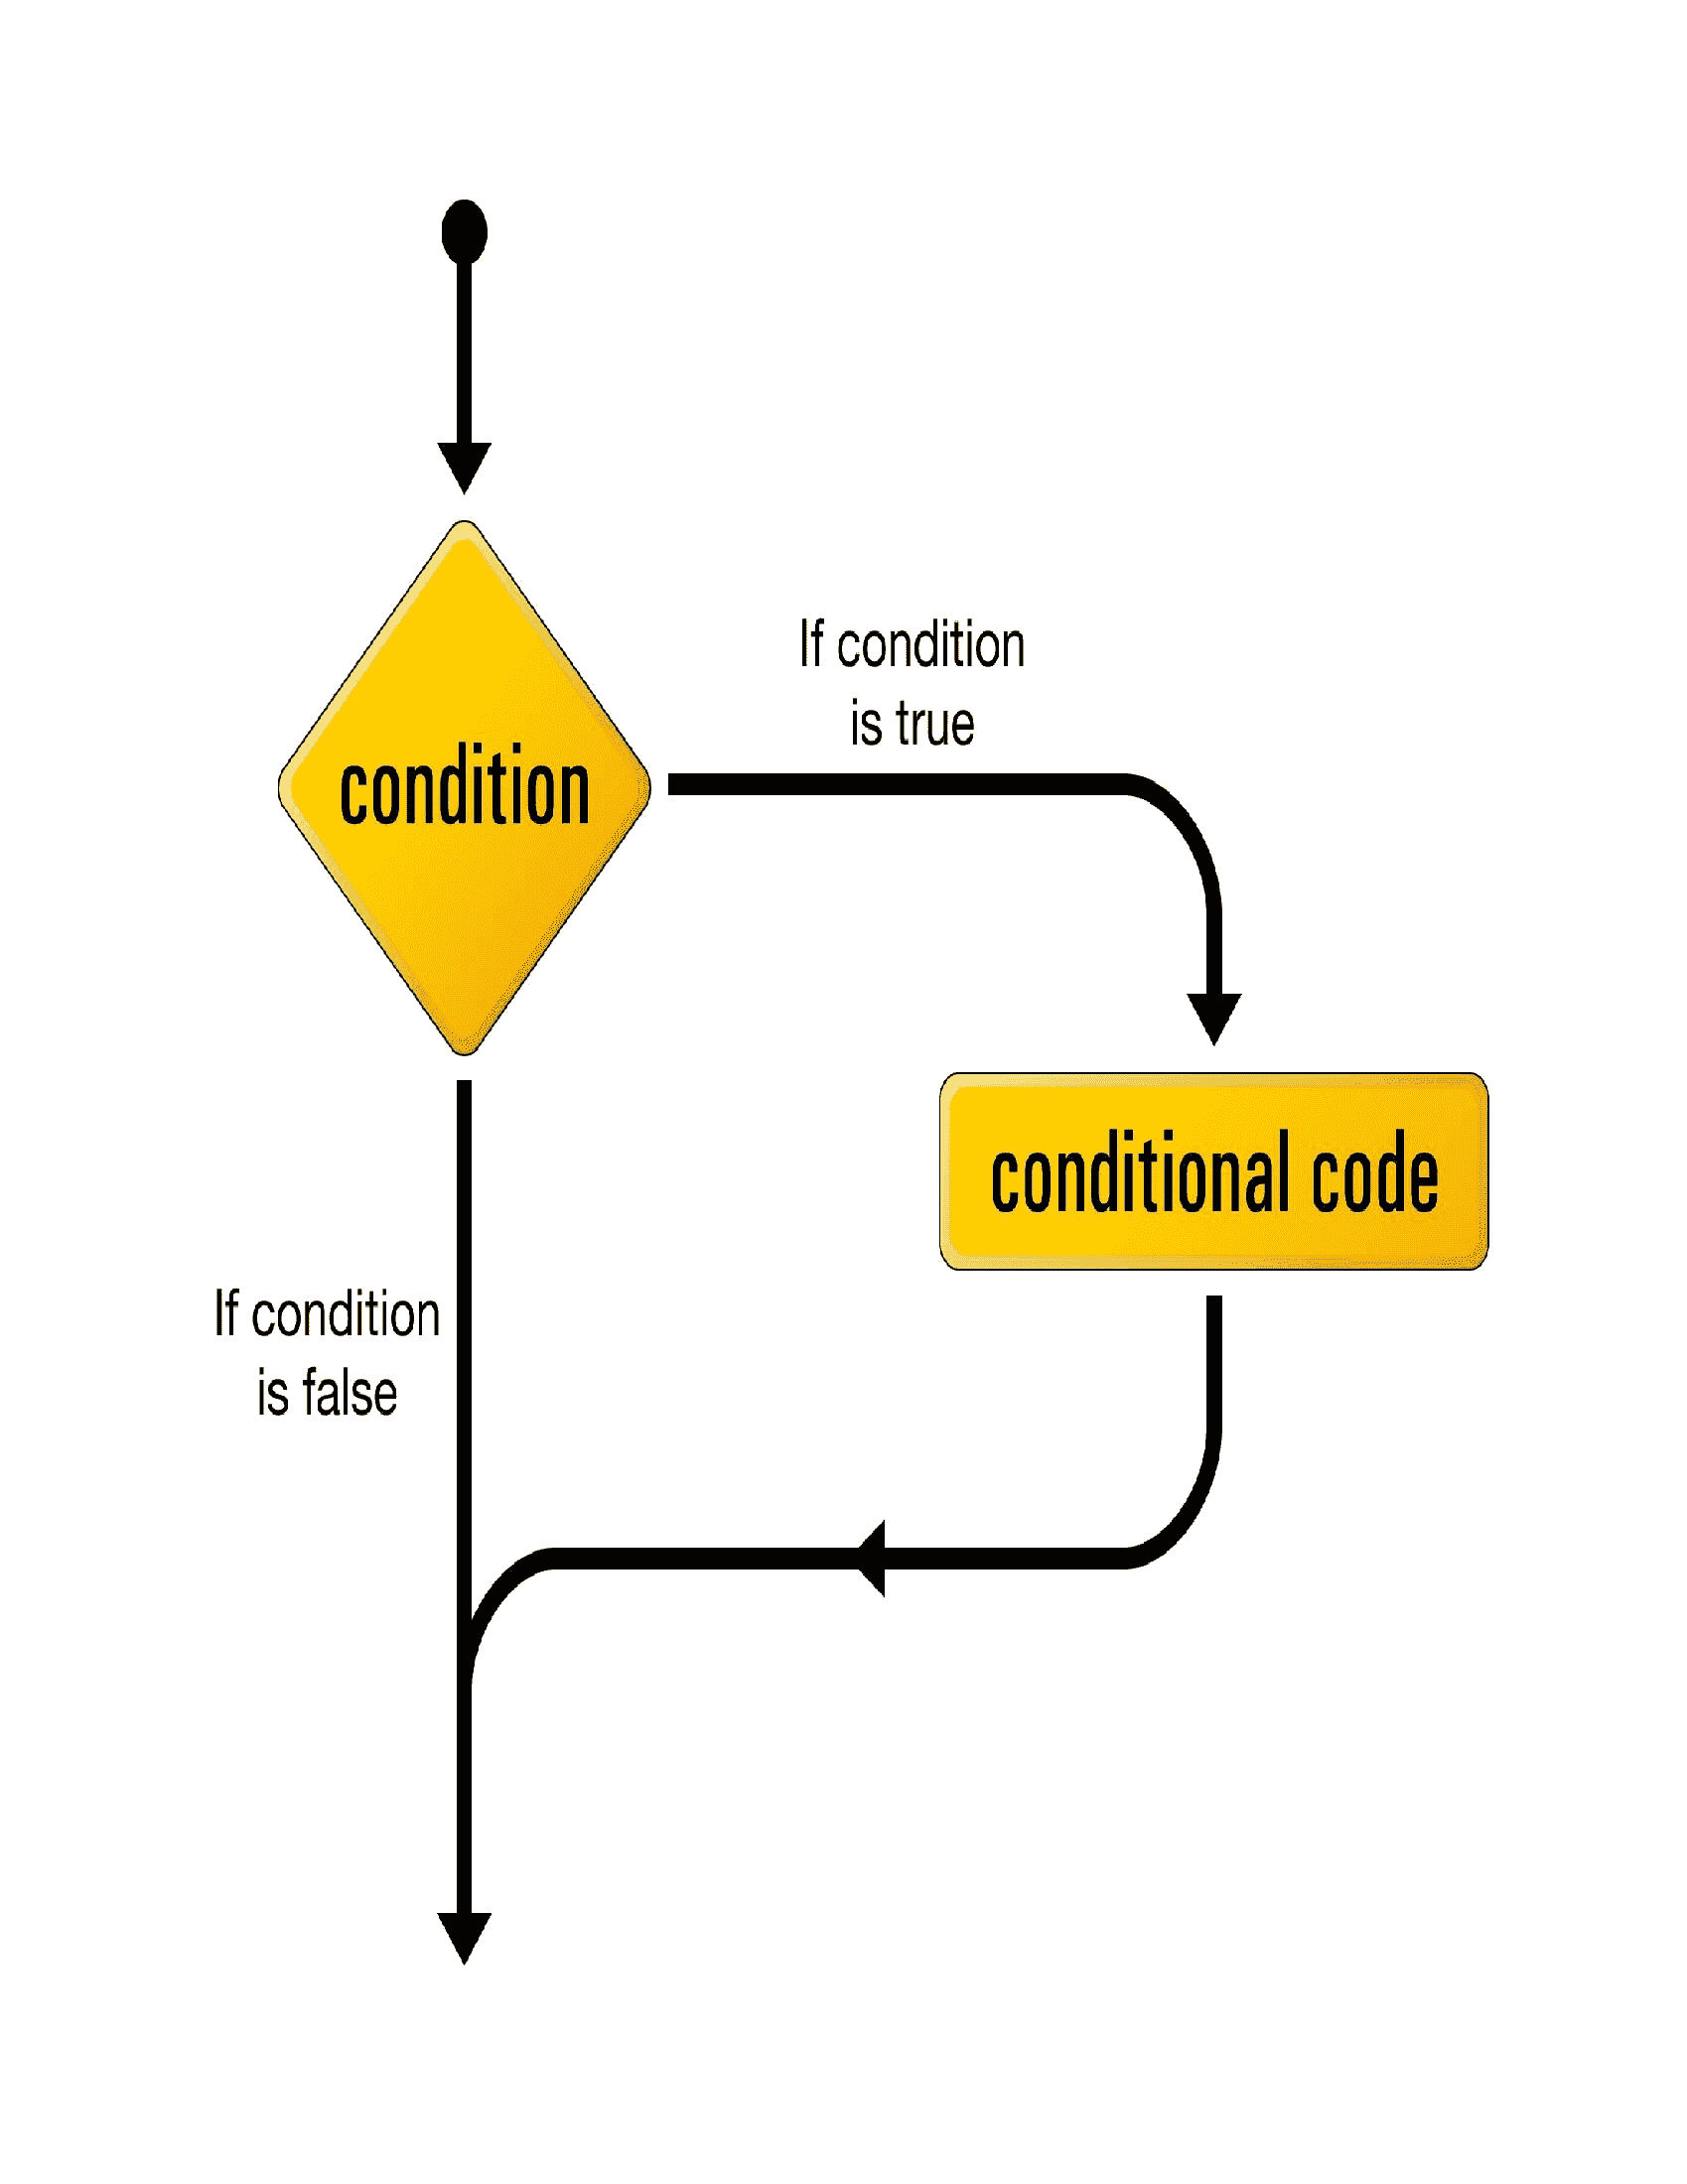 If condition
is true
condition
conditional code
If condition
is false